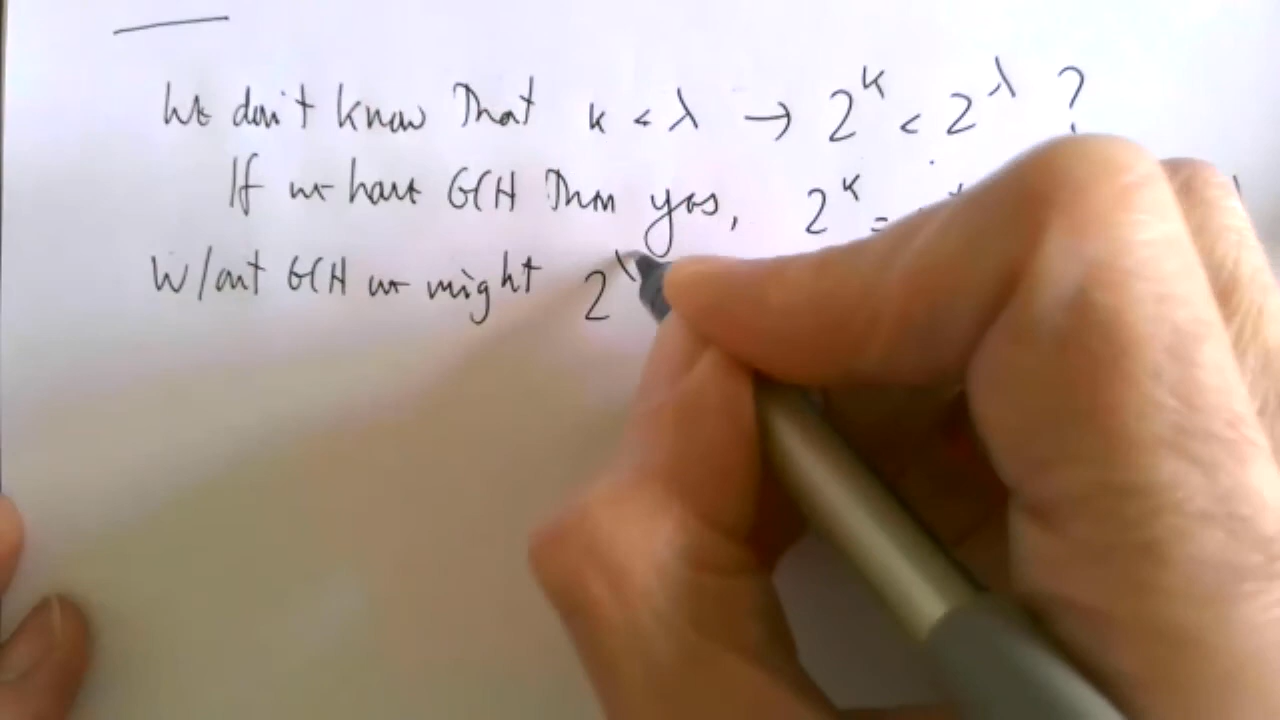 We don't know that κ < λ → 2^κ < 2^λ ?
If we have GCH then yes, 2^κ =
W/out GCH we might 2